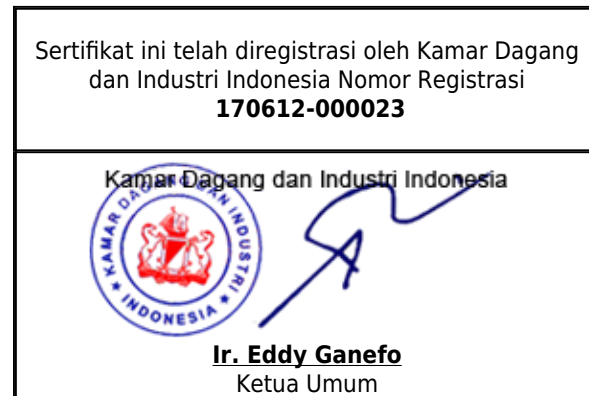 Sertifikat ini telah diregistrasi oleh Kamar Dagang
dan Industri Indonesia Nomor Registrasi
170612-000023
Kamar Dagang dan Industri Indonesia
KAMAR DAGANG DAN INDUSTRI
INDONESIA
Ir. Eddy Ganefo
Ketua Umum